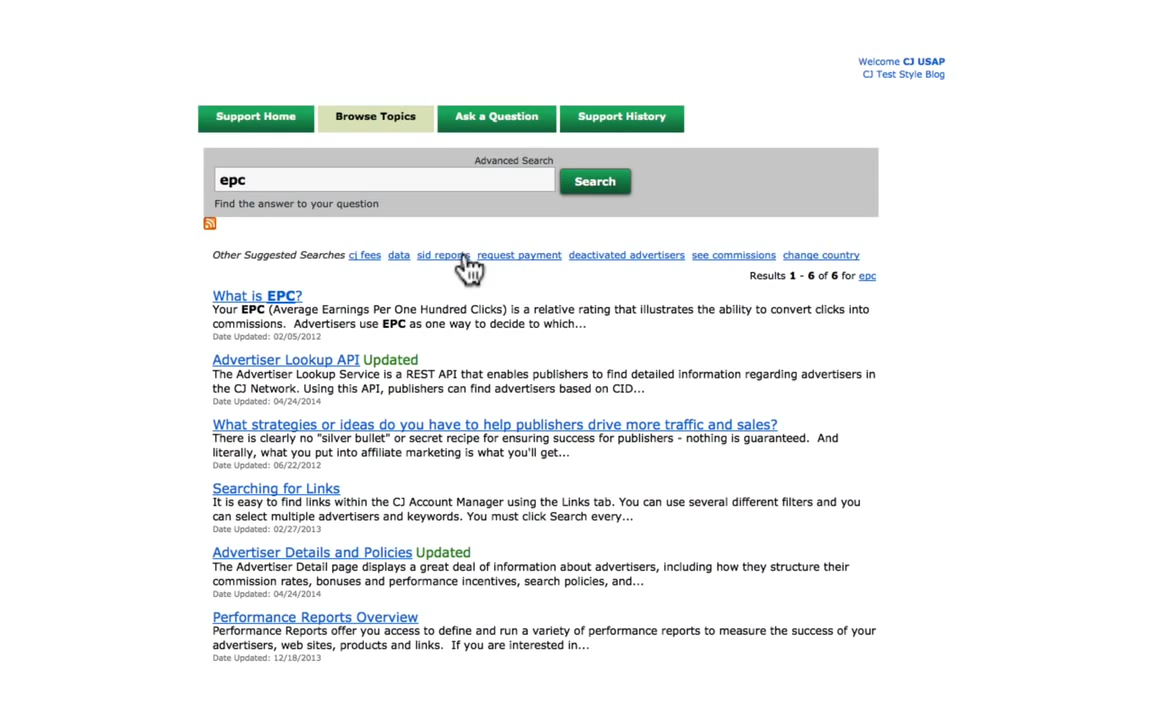 Welcome CJ USAP
CJ Test Style Blog
Support Home Browse Topics Ask a Question Support History
Advanced Search
epc Search
Find the answer to your question
Other Suggested Searches cj fees data sid reports request payment deactivated advertisers see commissions change country
Results 1 - 6 of 6 for epc
What is EPC?
Your EPC (Average Earnings Per One Hundred Clicks) is a relative rating that illustrates the ability to convert clicks into
commissions. Advertisers use EPC as one way to decide to which...
Date Updated: 02/05/2012
Advertiser Lookup API Updated
The Advertiser Lookup Service is a REST API that enables publishers to find detailed information regarding advertisers in
the CJ Network. Using this API, publishers can find advertisers based on CID...
Date Updated: 04/24/2014
What strategies or ideas do you have to help publishers drive more traffic and sales?
There is clearly no "silver bullet" or secret recipe for ensuring success for publishers - nothing is guaranteed. And
literally, what you put into affiliate marketing is what you'll get...
Date Updated: 06/22/2012
Searching for Links
It is easy to find links within the CJ Account Manager using the Links tab. You can use several different filters and you
can select multiple advertisers and keywords. You must click Search every...
Date Updated: 02/27/2013
Advertiser Details and Policies Updated
The Advertiser Detail page displays a great deal of information about advertisers, including how they structure their
commission rates, bonuses and performance incentives, search policies, and...
Date Updated: 04/24/2014
Performance Reports Overview
Performance Reports offer you access to define and run a variety of performance reports to measure the success of your
advertisers, web sites, products and links. If you are interested in...
Date Updated: 12/18/2013